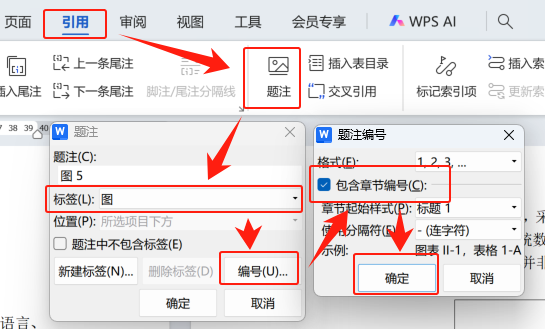 页面 引用 审阅 视图 工具 会员专享 WPS AI
插入尾注 上一条尾注 下一条尾注 脚注/尾注分隔线 题注 插入表目录 交叉引用 标记索引项 插入索 更新索
37 38 39 40
题注
题注(C):
图 5
标签(L): 图
位置(P): 所选项目下方
题注中不包含标签(E)
新建标签(N)... 删除标签(D) 编号(U)...
确定 取消
题注编号
格式(F): 1, 2, 3, ...
包含章节编号(C):
章节起始样式(P): 标题 1
使用分隔符(E): - (连字符)
示例: 图表 II-1, 表格 1-A
确定 取消
,采
统数
并非
语言、